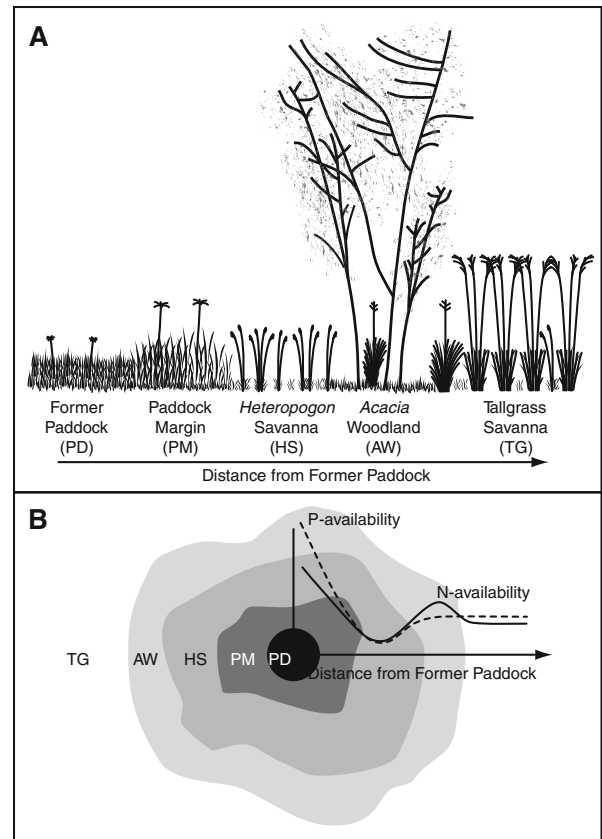 A
Former
Paddock
(PD)
Paddock
Margin
(PM)
Heteropogon
Savanna
(HS)
Acacia
Woodland
(AW)
Tallgrass
Savanna
(TG)
Distance from Former Paddock
B
P-availability
N-availability
TG
AW
HS
PM
PD
Distance from Former Paddock